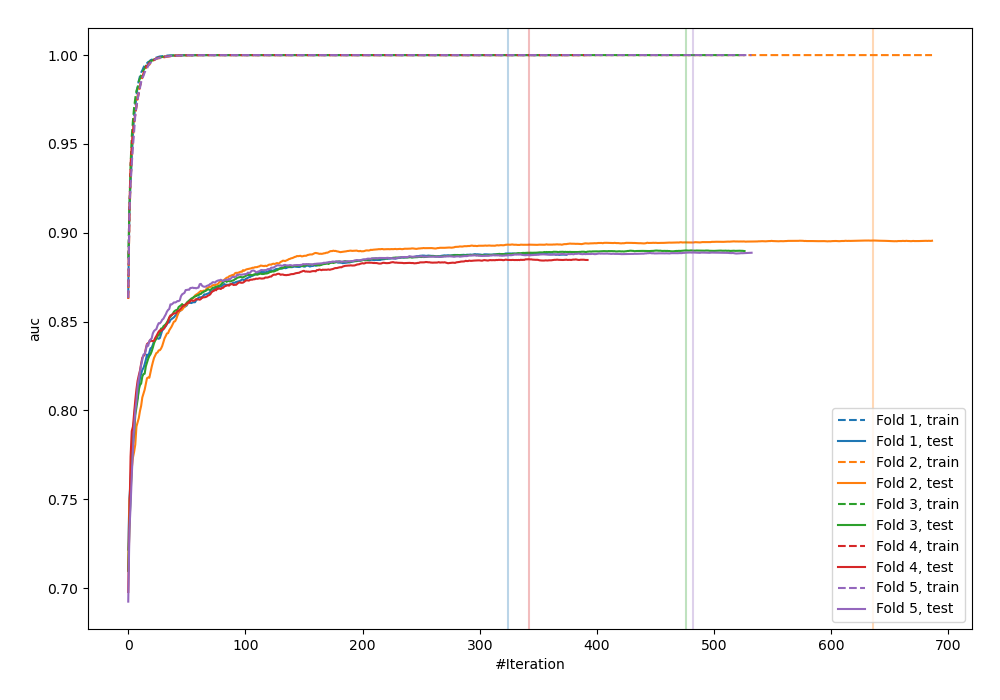 1.00
0.95
0.90
0.85
0.80
0.75
0.70
auc
0
100
200
300
400
500
600
700
#Iteration
Fold 1, train
Fold 1, test
Fold 2, train
Fold 2, test
Fold 3, train
Fold 3, test
Fold 4, train
Fold 4, test
Fold 5, train
Fold 5, test